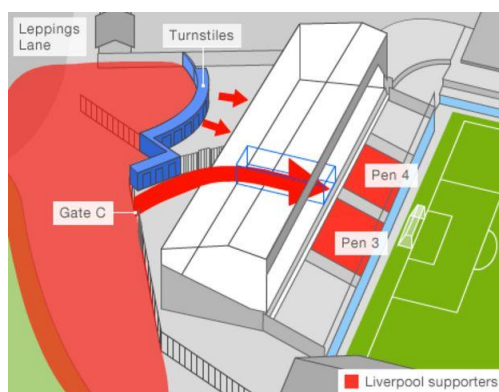 Leppings
Lane
Turnstiles
Pen 4
Gate C
Pen 3
Liverpool supporters